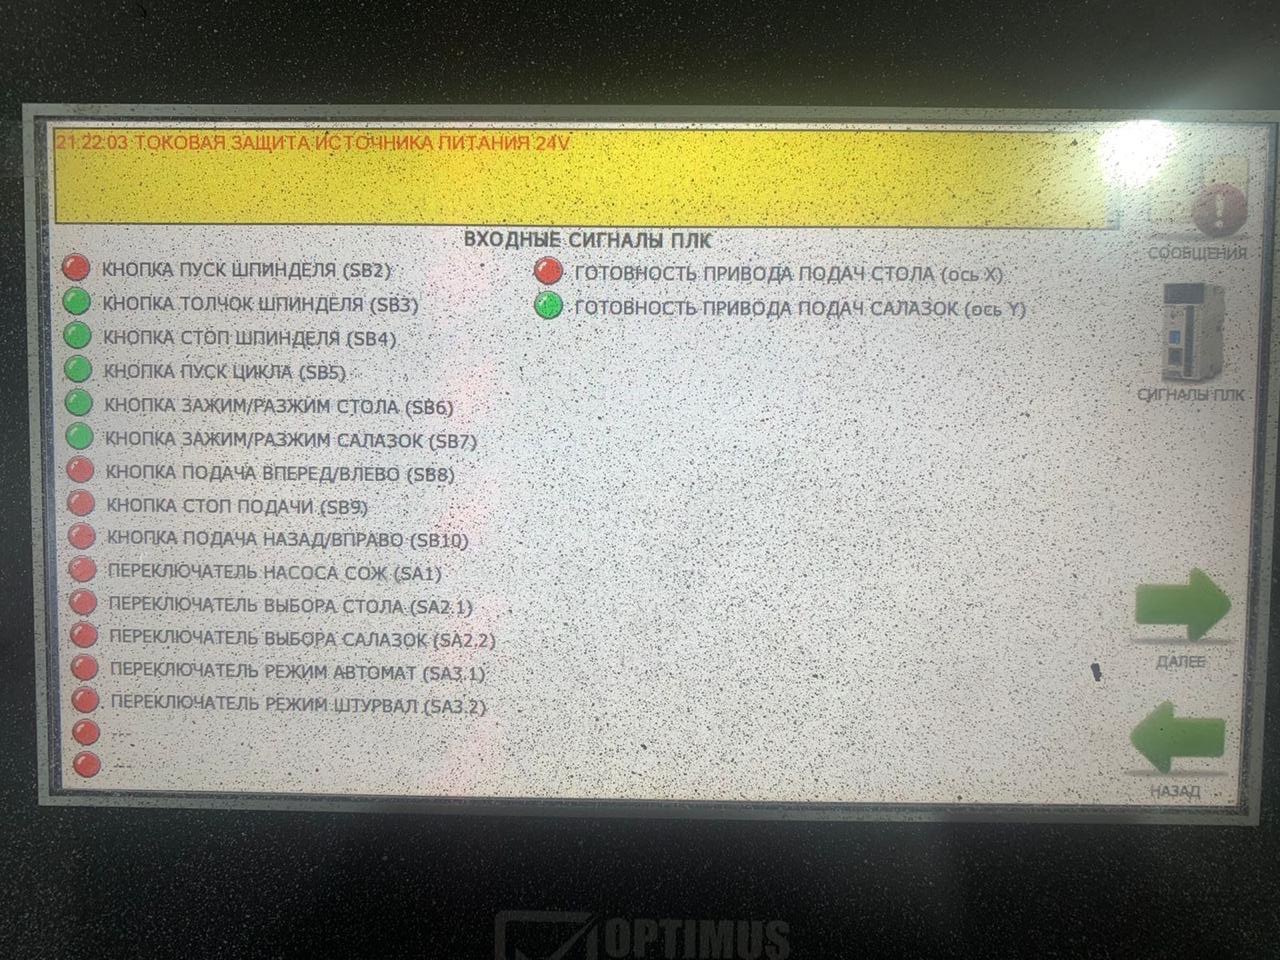 21:22:03 ТОКОВАЯ ЗАЩИТА ИСТОЧНИКА ПИТАНИЯ 24V
СООБЩЕНИЯ
ВХОДНЫЕ СИГНАЛЫ ПЛК
КНОПКА ПУСК ШПИНДЕЛЯ (SB2)
КНОПКА ТОЛЧОК ШПИНДЕЛЯ (SB3)
КНОПКА СТОП ШПИНДЕЛЯ (SB4)
КНОПКА ПУСК ЦИКЛА (SB5)
КНОПКА ЗАЖИМ/РАЗЖИМ СТОЛА (SB6)
КНОПКА ЗАЖИМ/РАЗЖИМ САЛАЗОК (SB7)
КНОПКА ПОДАЧА ВПЕРЕД/ВЛЕВО (SB8)
КНОПКА СТОП ПОДАЧИ (SB9)
КНОПКА ПОДАЧА НАЗАД/ВПРАВО (SB10)
ПЕРЕКЛЮЧАТЕЛЬ НАСОСА СОЖ (SA1)
ПЕРЕКЛЮЧАТЕЛЬ ВЫБОРА СТОЛА (SA2.1)
ПЕРЕКЛЮЧАТЕЛЬ ВЫБОРА САЛАЗОК (SA2.2)
ПЕРЕКЛЮЧАТЕЛЬ РЕЖИМ АВТОМАТ (SA3.1)
ПЕРЕКЛЮЧАТЕЛЬ РЕЖИМ ШТУРВАЛ (SA3.2)
---
---
ГОТОВНОСТЬ ПРИВОДА ПОДАЧ СТОЛА (ось X)
ГОТОВНОСТЬ ПРИВОДА ПОДАЧ САЛАЗОК (ось Y)
СИГНАЛЫ ПЛК
ДАЛЕЕ
НАЗАД
OPTIMUS